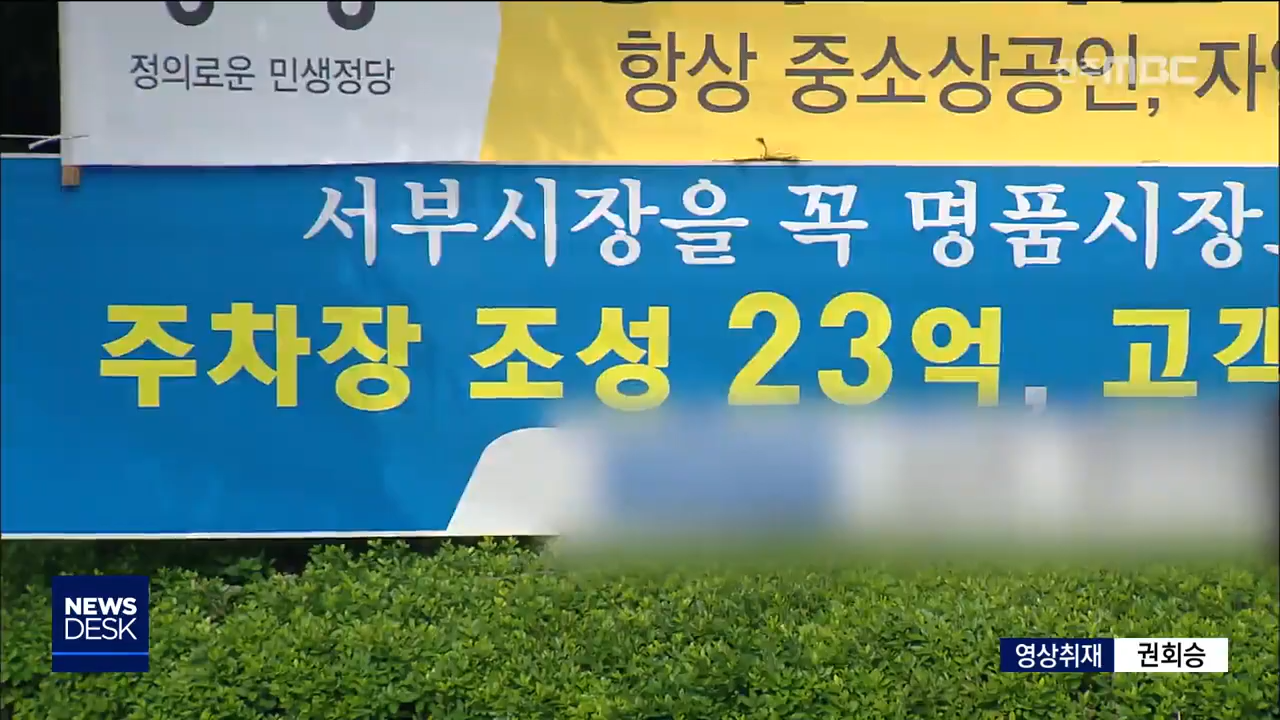 정의로운 민생정당
항상 중소상공인, 자
MBC
서부시장을 꼭 명품시장
주차장 조성 23억, 고객
NEWS
DESK
영상취재 권회승